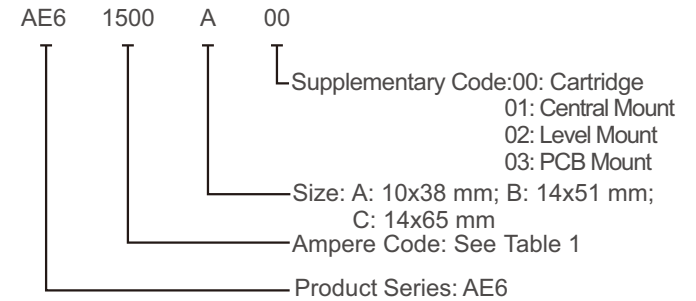 AE6 1500 A 00
Supplementary Code:00: Cartridge
01: Central Mount
02: Level Mount
03: PCB Mount
Size: A: 10x38 mm; B: 14x51 mm;
C: 14x65 mm
Ampere Code: See Table 1
Product Series: AE6